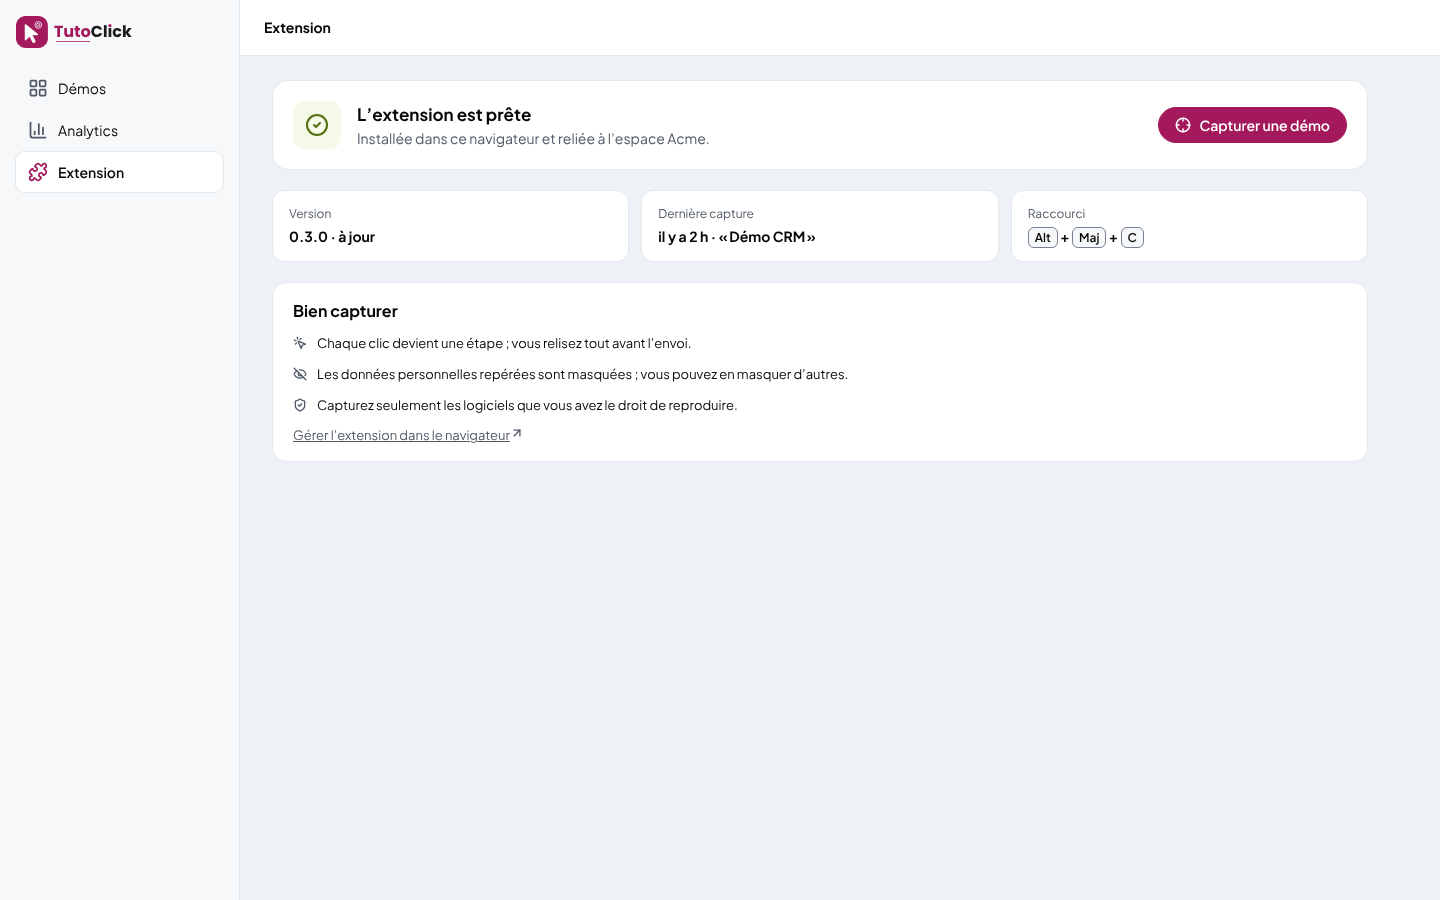 TutoClick
Extension
Démos
Analytics
Extension
L’extension est prête
Installée dans ce navigateur et reliée à l’espace Acme.
Capturer une démo
Version
0.3.0 · à jour
Dernière capture
il y a 2 h · « Démo CRM »
Raccourci
Alt + Maj + C
Bien capturer
Chaque clic devient une étape ; vous relisez tout avant l’envoi.
Les données personnelles repérées sont masquées ; vous pouvez en masquer d’autres.
Capturez seulement les logiciels que vous avez le droit de reproduire.
Gérer l’extension dans le navigateur